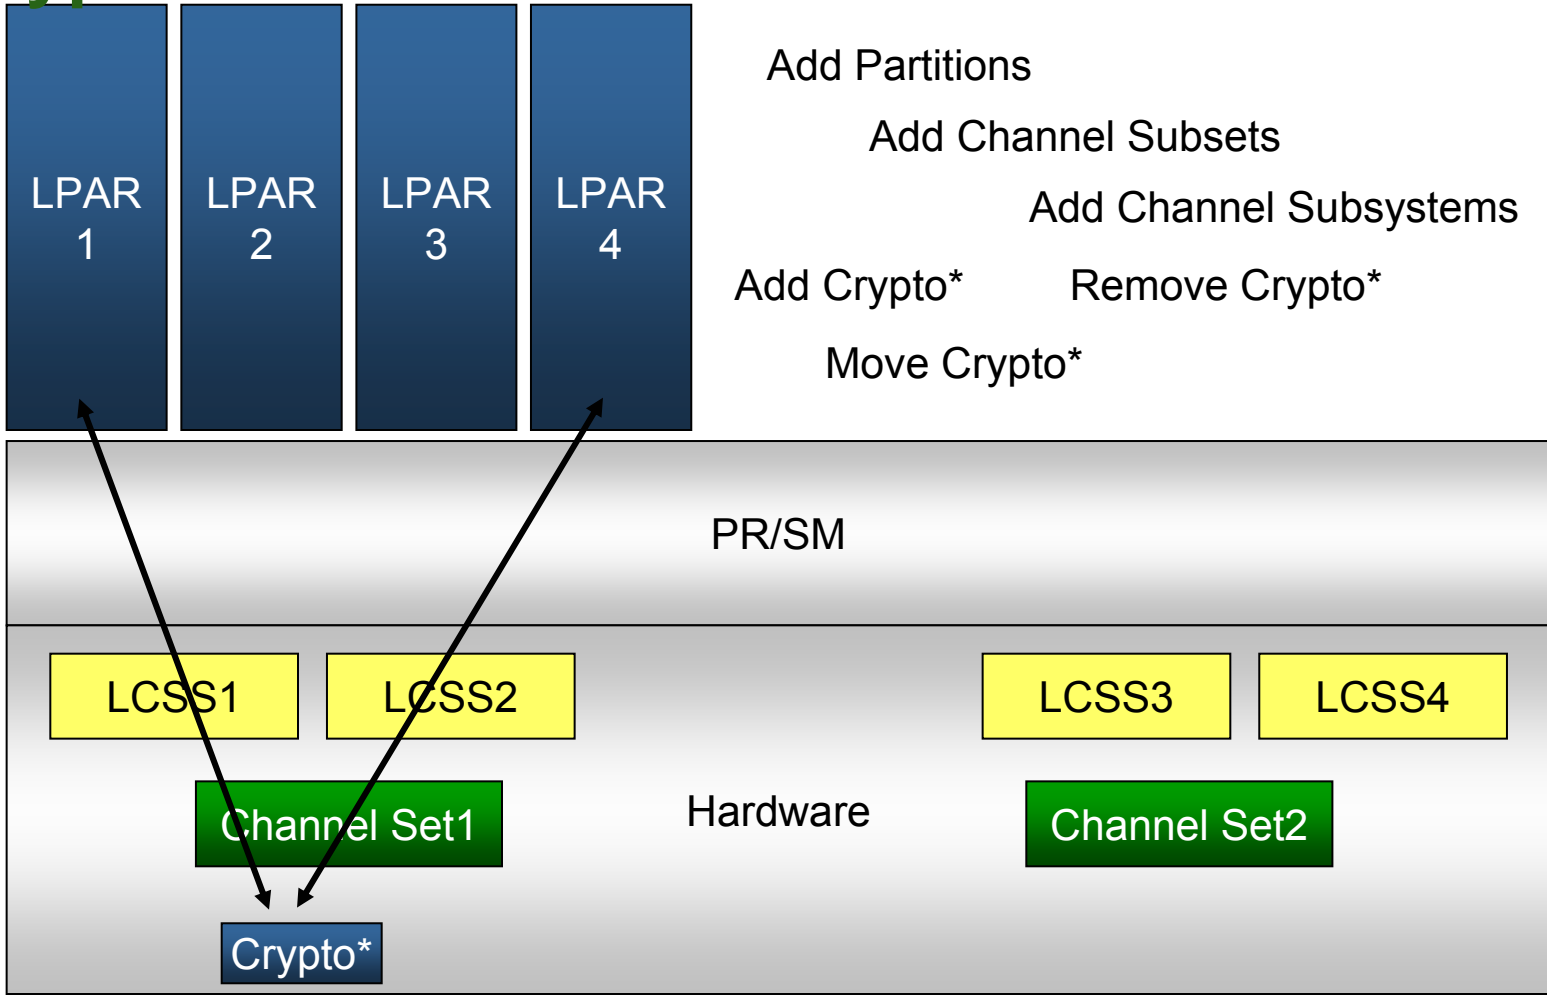 Add Partitions
Add Channel Subsets
Add Channel Subsystems
Add Crypto* Remove Crypto*
Move Crypto*
LPAR
1
LPAR
2
LPAR
3
LPAR
4
PR/SM
LCSS1
LCSS2
LCSS3
LCSS4
Channel Set1
Hardware
Channel Set2
Crypto*